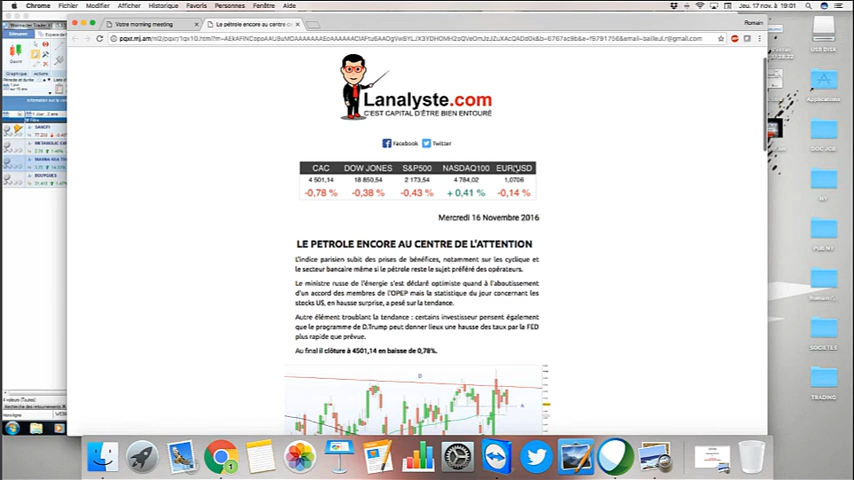 Chrome Fichier Modifier Afficher Historique Favoris Personnes Fenêtre Aide
Jeu. 17 nov. à 19:01
Votre morning meeting
Le pétrole encore au centre de
Romain
Lanalyste.com
C'EST CAPITAL D'ÊTRE BIEN ENTOURÉ
Facebook Twitter
CAC DOW JONES S&P500 NASDAQ100 EUR/USD
4 501,14 18 850,54 2 173,54 4 784,02 1,0706
-0,78 % -0,38 % -0,43 % + 0,41 % -0,14 %
Mercredi 16 Novembre 2016
LE PETROLE ENCORE AU CENTRE DE L'ATTENTION
L'indice parisien subit des prises de bénéfices, notamment sur les cyclique et
le secteur bancaire même si le pétrole reste le sujet préféré des opérateurs.
Le ministre russe de l'énergie s'est déclaré optimiste quand à l'aboutissement
d'un accord des membres de l'OPEP mais la statistique du jour concernant les
stocks US, en hausse surprise, a pesé sur la tendance.
Autre élément troublant la tendance : certains investisseur pensent également
que le programme de D.Trump peut donner lieux une hausse des taux par la FED
plus rapide que prévue.
Au final il clôture à 4501,14 en baisse de 0,78%.
USB DISK
Applications
NY
SOCIETES
TRADING
SANOFI
BOUYGUES